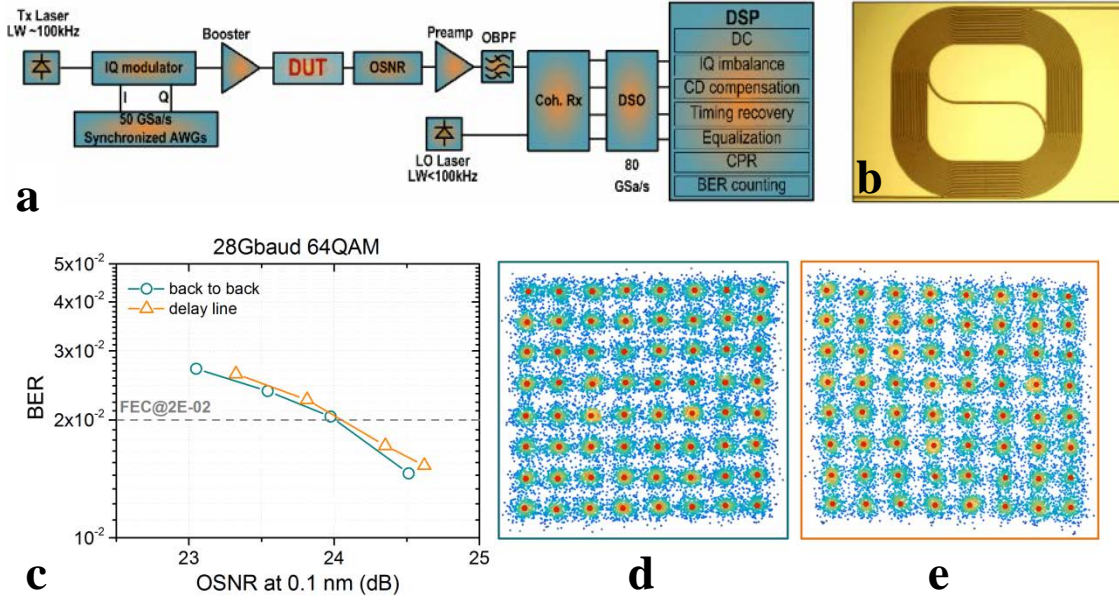 Tx Laser
LW ~100kHz
IQ modulator
I Q
50 GSa/s
Synchronized AWGs
Booster
DUT
OSNR
Preamp
OBPF
LO Laser
LW<100kHz
Coh. Rx
DSO
80
GSa/s
DSP
DC
IQ imbalance
CD compensation
Timing recovery
Equalization
CPR
BER counting
a
b
28Gbaud 64QAM
5x10⁻²
4x10⁻²
3x10⁻²
2x10⁻²
10⁻²
BER
back to back
delay line
FEC@2E-02
23 24 25
OSNR at 0.1 nm (dB)
c
d
e